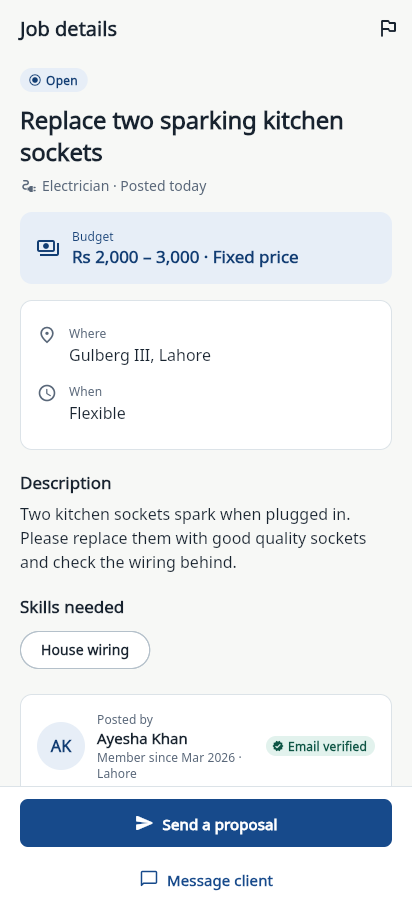 Job details
Open
Replace two sparking kitchen
sockets
Electrician · Posted today
Budget
Rs 2,000 – 3,000 · Fixed price
Where
Gulberg III, Lahore
When
Flexible
Description
Two kitchen sockets spark when plugged in.
Please replace them with good quality sockets
and check the wiring behind.
Skills needed
House wiring
AK
Posted by
Ayesha Khan
Member since Mar 2026 ·
Lahore
Email verified
Send a proposal
Message client